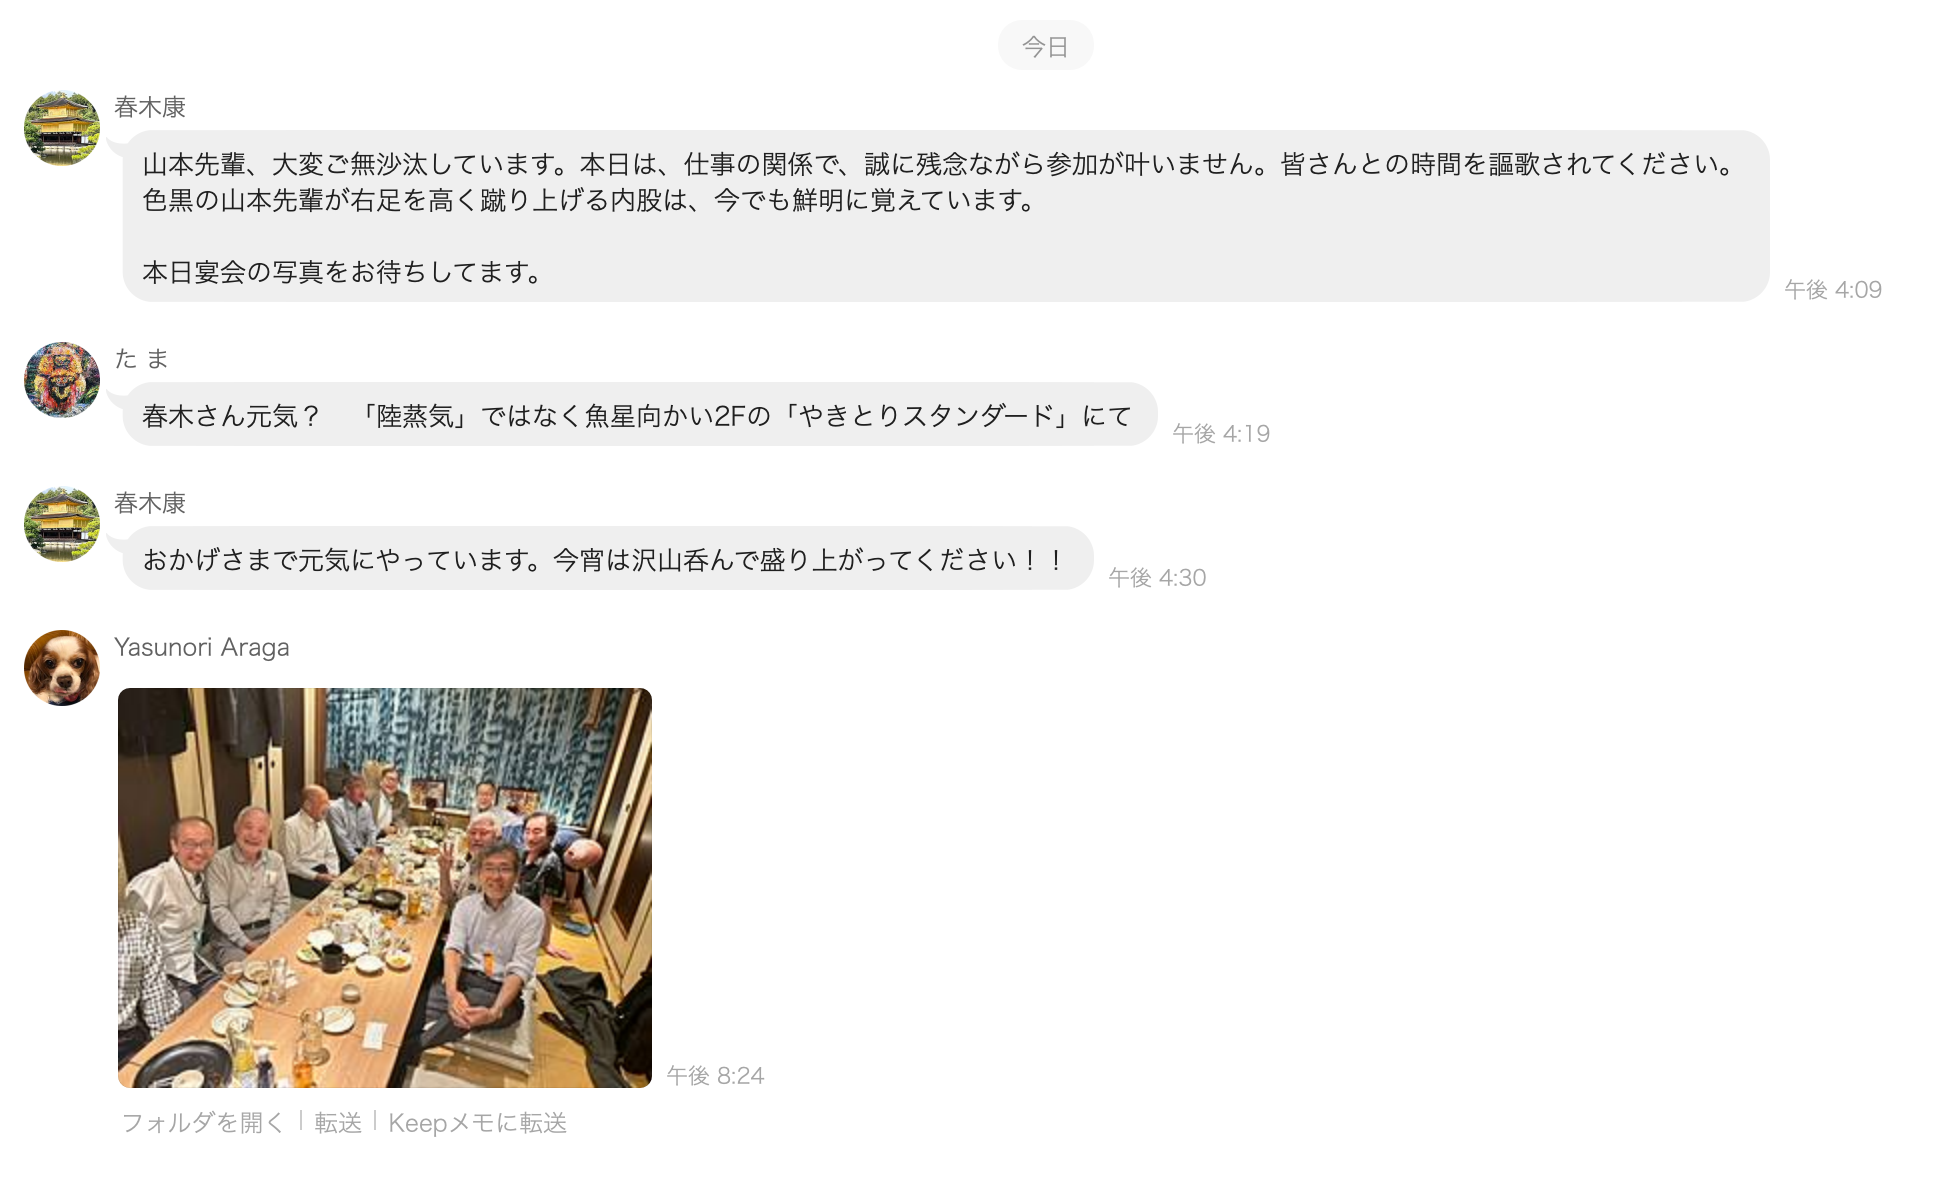 今日
春木康
山本先輩、大変ご無沙汰しています。本日は、仕事の関係で、誠に残念ながら参加が叶いません。皆さんとの時間を謳歌されてください。
色黒の山本先輩が右足を高く蹴り上げる内股は、今でも鮮明に覚えています。
本日宴会の写真をお待ちしてます。
午後 4:09
た ま
春木さん元気？　「陸蒸気」ではなく魚星向かい2Fの「やきとりスタンダード」にて
午後 4:19
春木康
おかげさまで元気にやっています。今宵は沢山呑んで盛り上がってください！！
午後 4:30
Yasunori Araga
午後 8:24
フォルダを開く | 転送 | Keepメモに転送